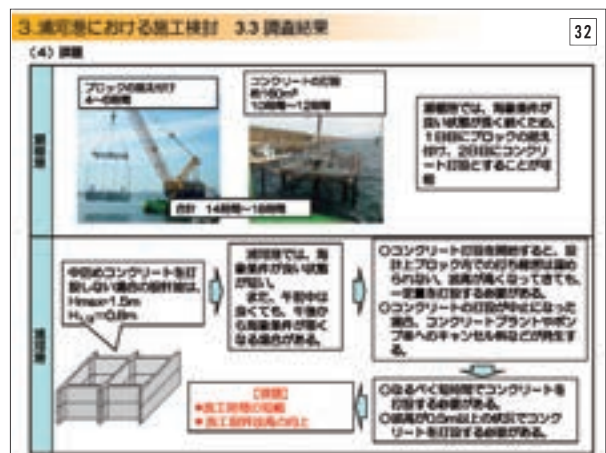 3.浦河港における施工検討 3.3 調査結果
32
(4)課題
ブロックの据え付け
4~6時間
コンクリートの打設
約160m³
10時間~12時間
合計 14時間~18時間
では、海象条件が
良い状態が長く続くため、
1日目にブロックの据え
付け、2日目にコンクリ
ート打設とすることが可
能
中詰めコンクリートを打
設しない場合の設計波は、
Hmax=1.5m
H1/3=0.8m
浦河港では、海
象条件が良い状態
が短い。
また、午前中は
良くても、午後か
ら海象条件が悪く
なる場合がある。
○コンクリート打設を開始すると、設
計上ブロック内での打ち継ぎは認め
られない。波高が高くなってきても、
一定量を打設する必要がある。
○コンクリートの打設が中止になった
場合、コンクリートプラントやポン
プ車へのキャンセル料などが発生す
る。
○なるべく短時間でコンクリートを
打設する必要がある。
○波高が0.5m以上の状況でコンク
リートを打設する必要がある。
【課題】
●施工時間の短縮
●施工限界波高の向上